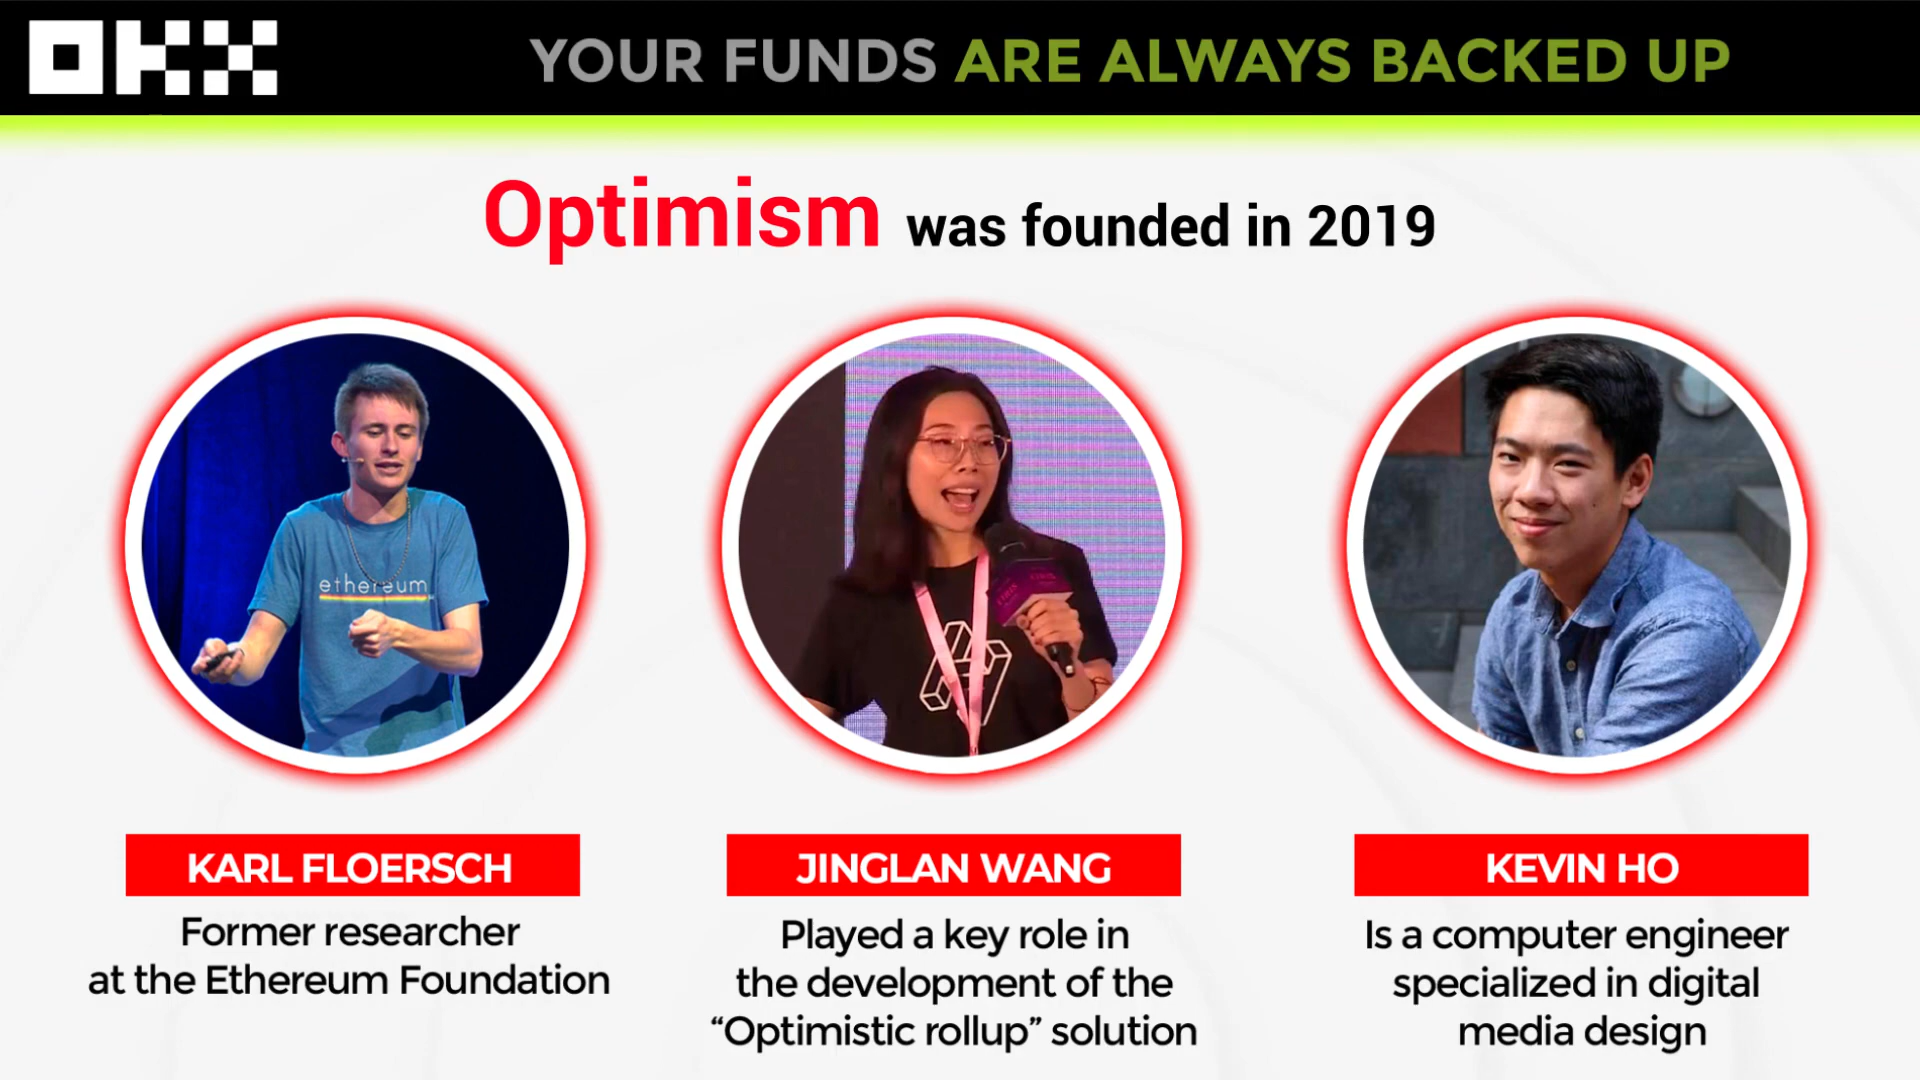 OKX
YOUR FUNDS ARE ALWAYS BACKED UP
Optimism was founded in 2019
ethereum
KARL FLOERSCH
JINGLAN WANG
KEVIN HO
Former researcher
at the Ethereum Foundation
Played a key role in
the development of the
“Optimistic rollup” solution
Is a computer engineer
specialized in digital
media design